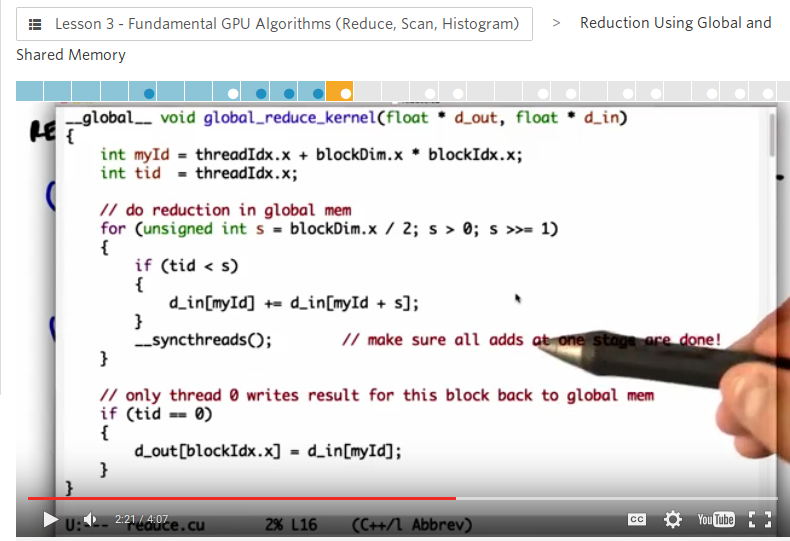 Lesson 3 - Fundamental GPU Algorithms (Reduce, Scan, Histogram) > Reduction Using Global and
Shared Memory
RE
__global__ void global_reduce_kernel(float * d_out, float * d_in)
{
int myId = threadIdx.x + blockDim.x * blockIdx.x;
int tid = threadIdx.x;
// do reduction in global mem
for (unsigned int s = blockDim.x / 2; s > 0; s >>= 1)
{
if (tid < s)
{
d_in[myId] += d_in[myId + s];
}
__syncthreads(); // make sure all adds at one stage are done!
}
// only thread 0 writes result for this block back to global mem
if (tid == 0)
{
d_out[blockIdx.x] = d_in[myId];
}
}
2:21 / 4:07
U:--- reduce.cu 2% L16 (C++/l Abbrev)
CC
YouTube